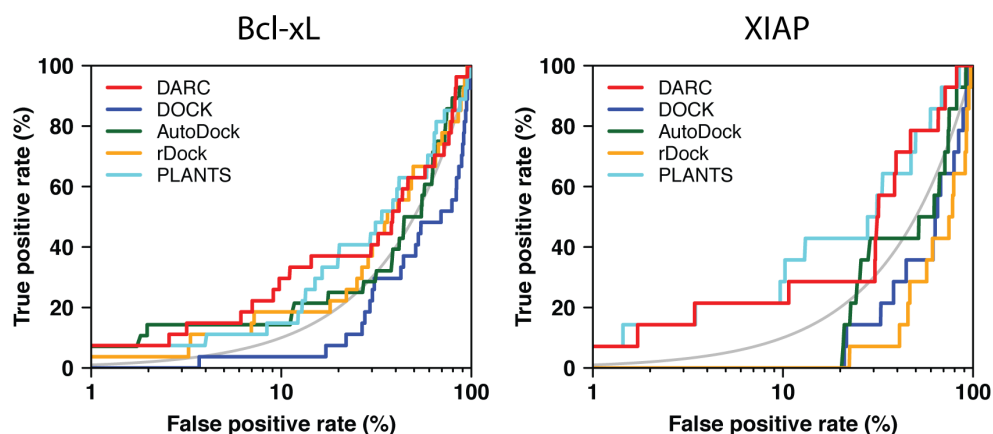 Bcl-xL
100
80
60
40
20
0
True positive rate (%)
DARC
DOCK
AutoDock
rDock
PLANTS
1
10
100
False positive rate (%)
XIAP
100
80
60
40
20
0
True positive rate (%)
DARC
DOCK
AutoDock
rDock
PLANTS
1
10
100
False positive rate (%)